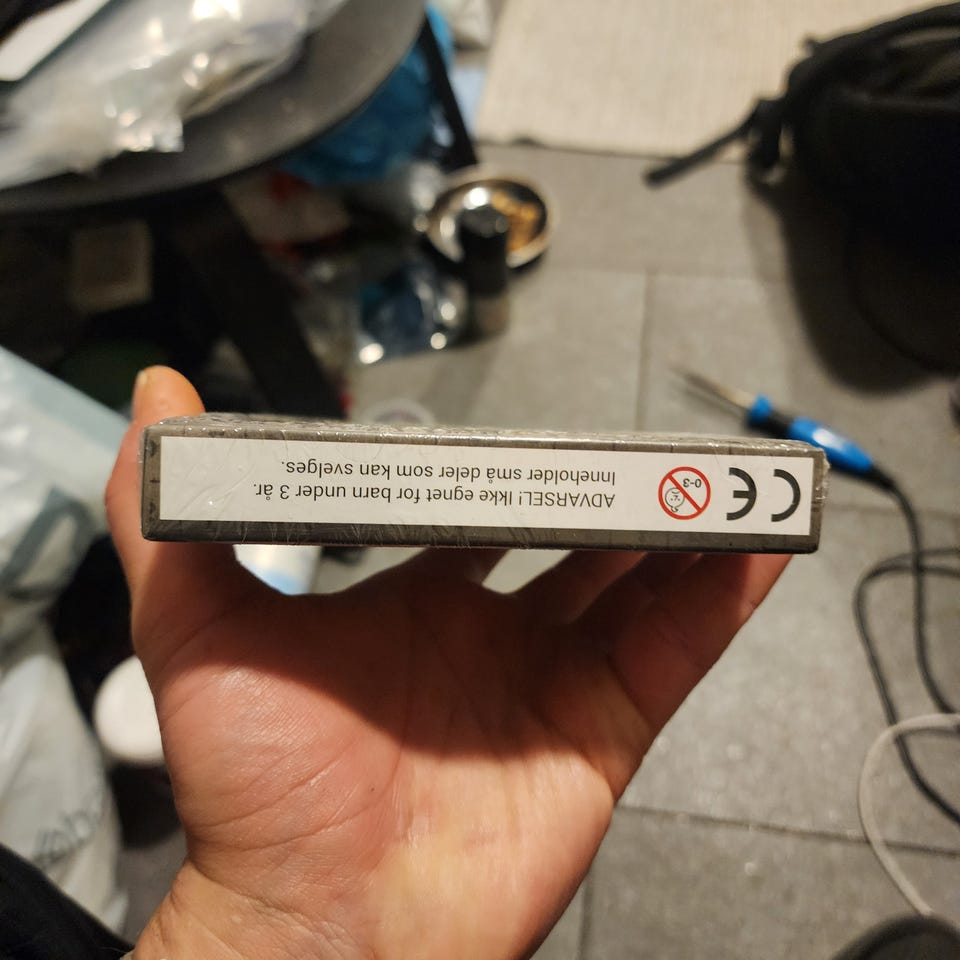 CE
0-3
ADVARSEL! Ikke egnet for barn under 3 år.
Inneholder små deler som kan svelges.